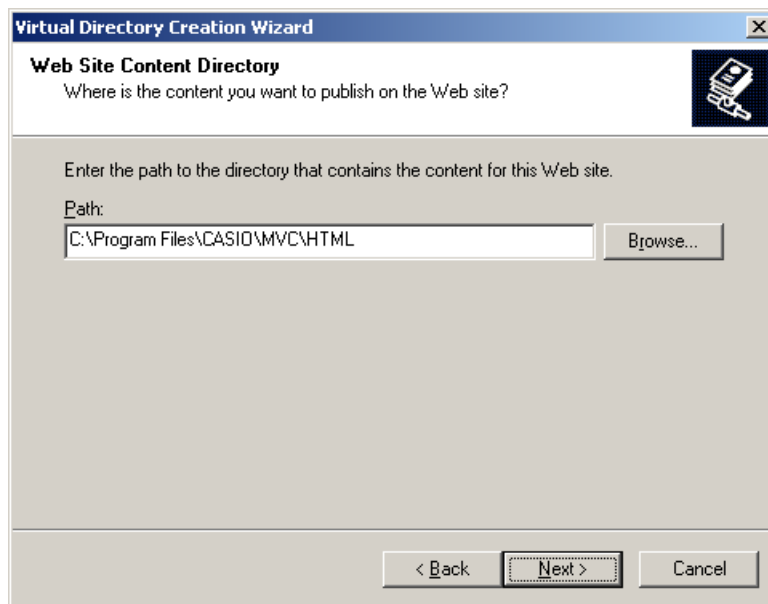 Virtual Directory Creation Wizard
Web Site Content Directory
Where is the content you want to publish on the Web site?
Enter the path to the directory that contains the content for this Web site.
Path:
C:\Program Files\CASIO\MVC\HTML
Browse...
< Back
Next >
Cancel